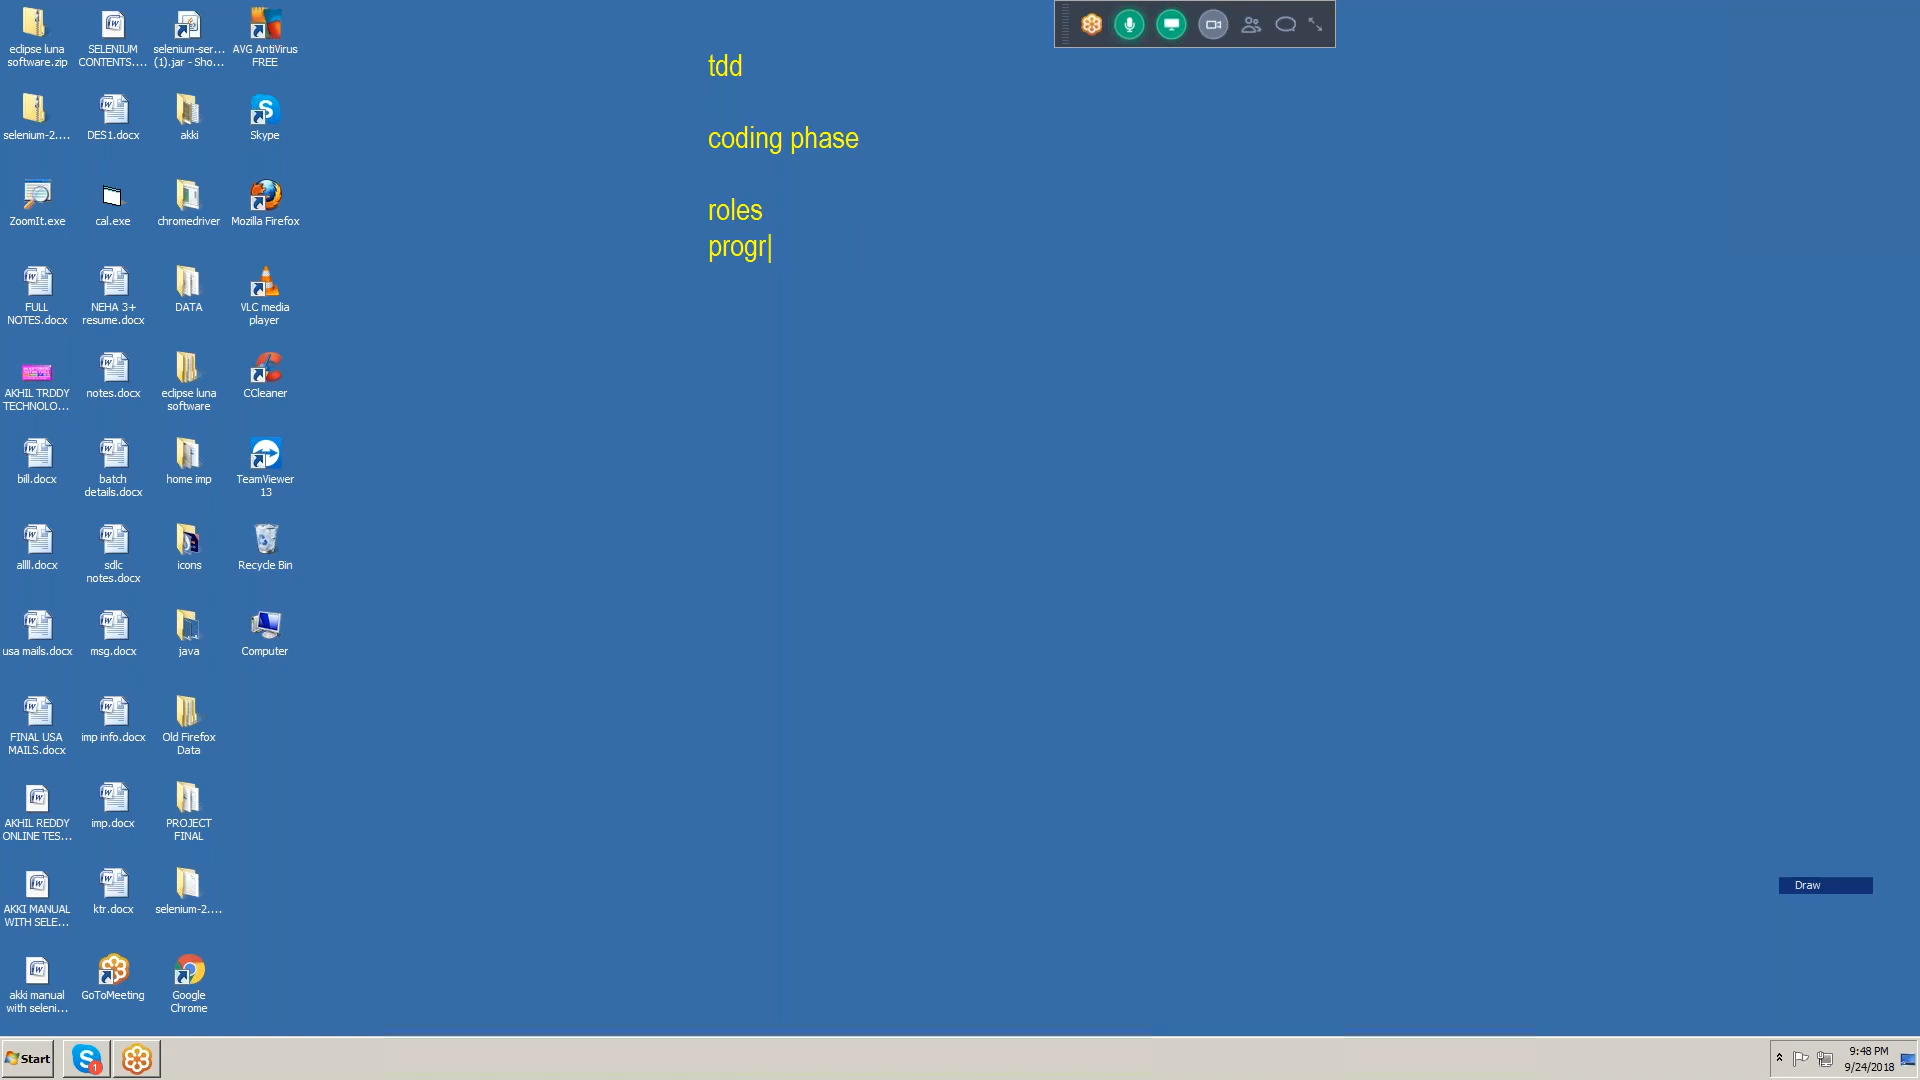 tdd
coding phase
roles
progr
eclipse luna
software.zip
SELENIUM
CONTENTS....
selenium-ser...
(1).jar - Sho...
AVG AntiVirus
FREE
selenium-2....
DES1.docx
akki
Skype
ZoomIt.exe
cal.exe
chromedriver
Mozilla Firefox
FULL
NOTES.docx
NEHA 3+
resume.docx
DATA
VLC media
player
AKHIL TRDDY
TECHNOLO...
notes.docx
eclipse luna
software
CCleaner
bill.docx
batch
details.docx
home imp
TeamViewer
13
allll.docx
sdlc
notes.docx
icons
Recycle Bin
usa mails.docx
msg.docx
java
Computer
FINAL USA
MAILS.docx
imp info.docx
Old Firefox
Data
AKHIL REDDY
ONLINE TES...
imp.docx
PROJECT
FINAL
AKKI MANUAL
WITH SELE...
ktr.docx
selenium-2....
akki manual
with seleni...
GoToMeeting
Google
Chrome
Draw
Start
1
9:48 PM
9/24/2018